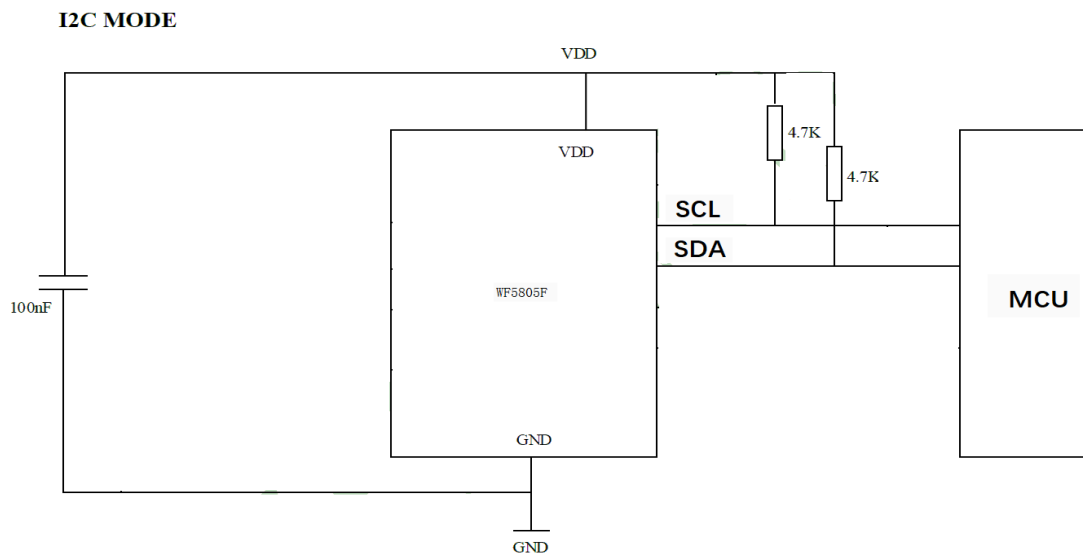 I2C MODE
VDD
VDD
4.7K
4.7K
SCL
SDA
100nF
WF5805F
MCU
GND
GND